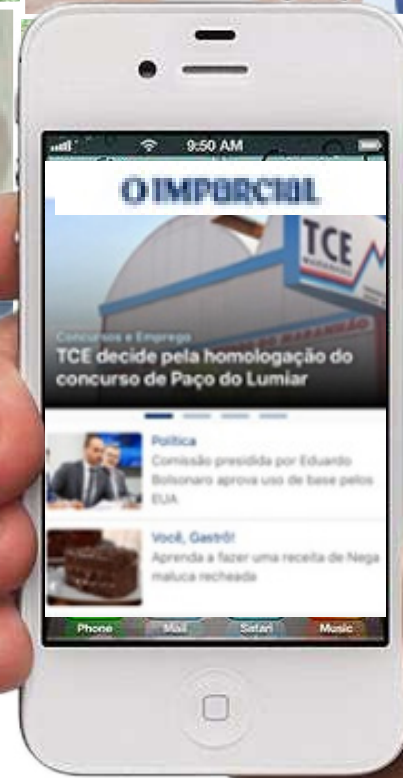 9:50 AM
O IMPARCIAL
TCE
Concursos e Emprego
TCE decide pela homologação do
concurso de Paço do Lumiar
Política
Comissão presidida por Eduardo
Bolsonaro aprova uso de base pelos
EUA
Você, Gastrô!
Aprenda a fazer uma receita de Nega
maluca recheada
Phone Mail Safari Music